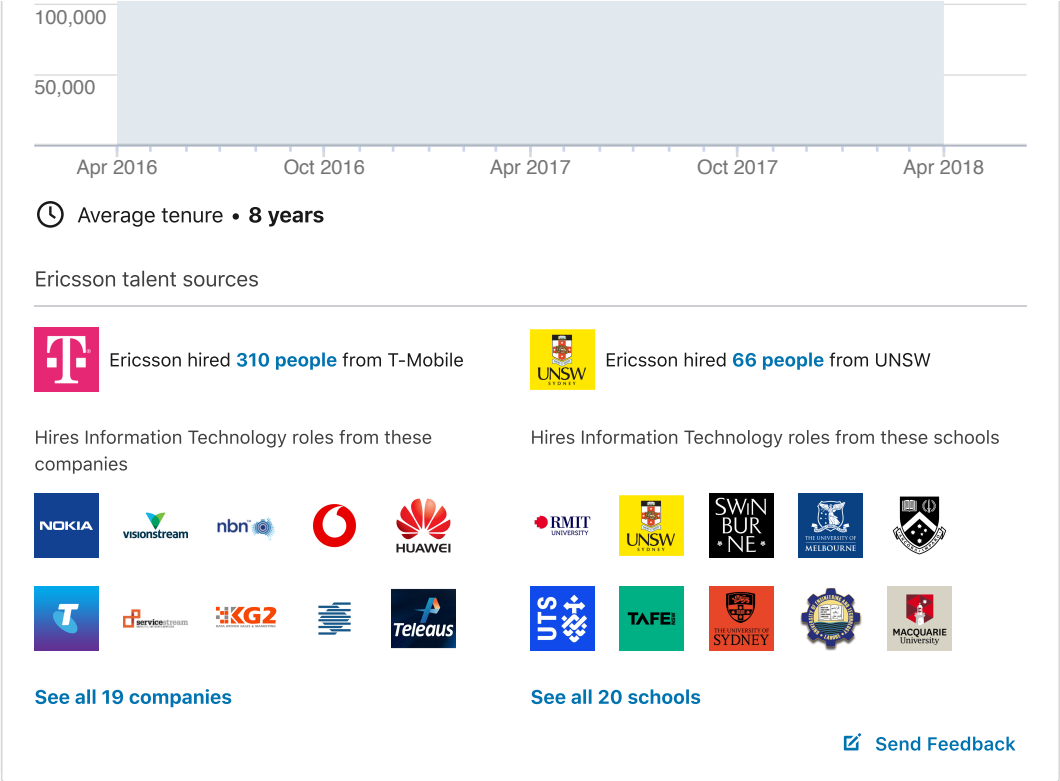 100,000
50,000
Apr 2016 Oct 2016 Apr 2017 Oct 2017 Apr 2018
Average tenure • 8 years
Ericsson talent sources
T
Ericsson hired 310 people from T-Mobile
UNSW
SYDNEY
Ericsson hired 66 people from UNSW
Hires Information Technology roles from these
companies
NOKIA
visionstream
nbn™
HUAWEI
T
servicestream
KG2
Teleaus
See all 19 companies
Hires Information Technology roles from these schools
RMIT
UNIVERSITY
UNSW
SYDNEY
SWIN
BUR
NE
THE UNIVERSITY OF
MELBOURNE
UTS
TAFE
NSW
THE UNIVERSITY OF
SYDNEY
MACQUARIE
University
See all 20 schools
Send Feedback